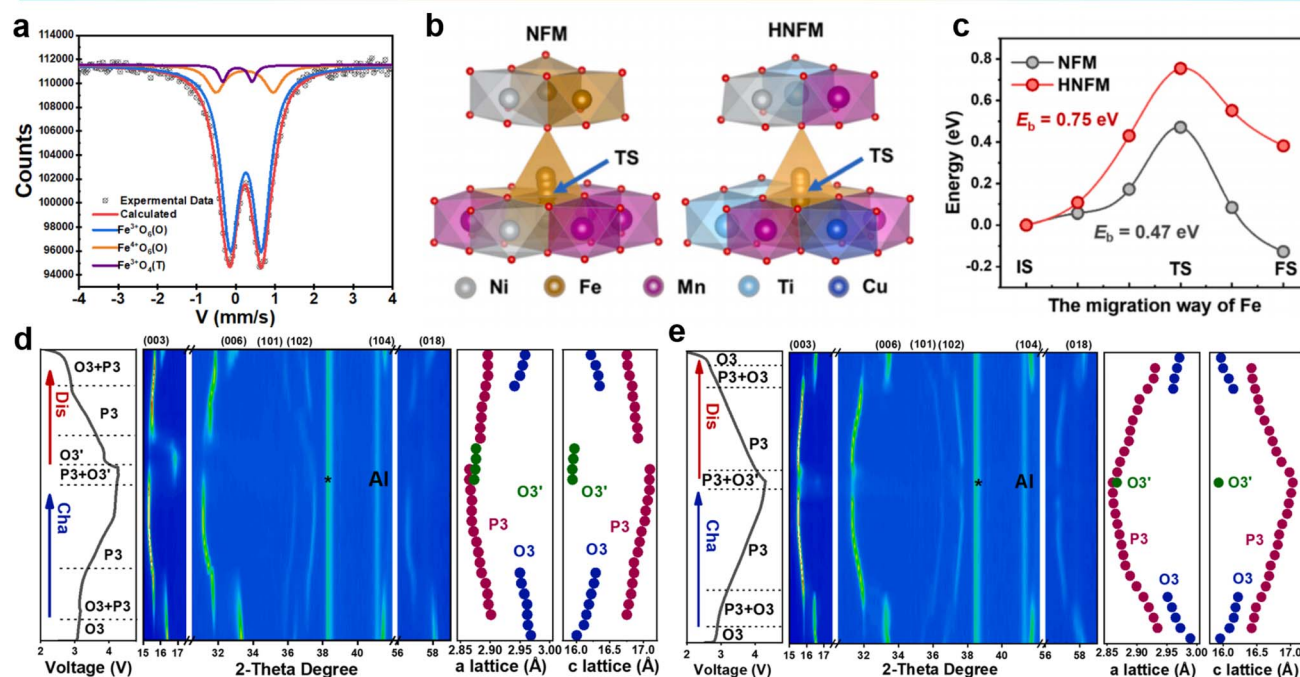 a
114000
112000
110000
108000
106000
104000
102000
100000
98000
96000
94000
Counts
Experimental Data
Calculated
Fe³⁺O₆(O)
Fe⁴⁺O₆(O)
Fe³⁺O₄(T)
-4 -3 -2 -1 0 1 2 3 4
V (mm/s)
b
NFM HNFM
TS TS
Ni Fe Mn Ti Cu
c
NFM
HNFM
0.8
0.6
0.4
0.2
0.0
-0.2
Energy (eV)
E_b = 0.75 eV
E_b = 0.47 eV
IS TS FS
The migration way of Fe
d
(003) (006) (101) (102) (104) (018)
Dis
Cha
O3+P3
P3
O3'
P3+O3'
P3
O3+P3
O3
* Al
O3'
P3
O3
O3'
P3
O3
2 4
Voltage (V)
15 16 17 32 34 36 38 40 56 58
2-Theta Degree
2.85 2.90 2.95 3.00
a lattice (Å)
16.0 16.5 17.0
c lattice (Å)
e
(003) (006) (101) (102) (104) (018)
Dis
Cha
O3
P3+O3
P3
P3+O3'
P3
P3+O3
O3
* Al
O3'
P3
O3
O3'
P3
O3
2 4
Voltage (V)
15 16 17 32 34 36 38 40 56 58
2-Theta Degree
2.85 2.90 2.95 3.00
a lattice (Å)
16.0 16.5 17.0
c lattice (Å)